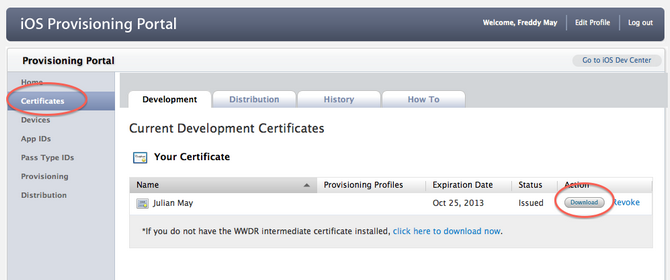 iOS Provisioning Portal
Welcome, Freddy May Edit Profile Log out
Provisioning Portal
Go to iOS Dev Center
Home
Certificates
Devices
App IDs
Pass Type IDs
Provisioning
Distribution
Development Distribution History How To
Current Development Certificates
Your Certificate
Name Provisioning Profiles Expiration Date Status Action
Julian May Oct 25, 2013 Issued Download Revoke
*If you do not have the WWDR intermediate certificate installed, click here to download now.